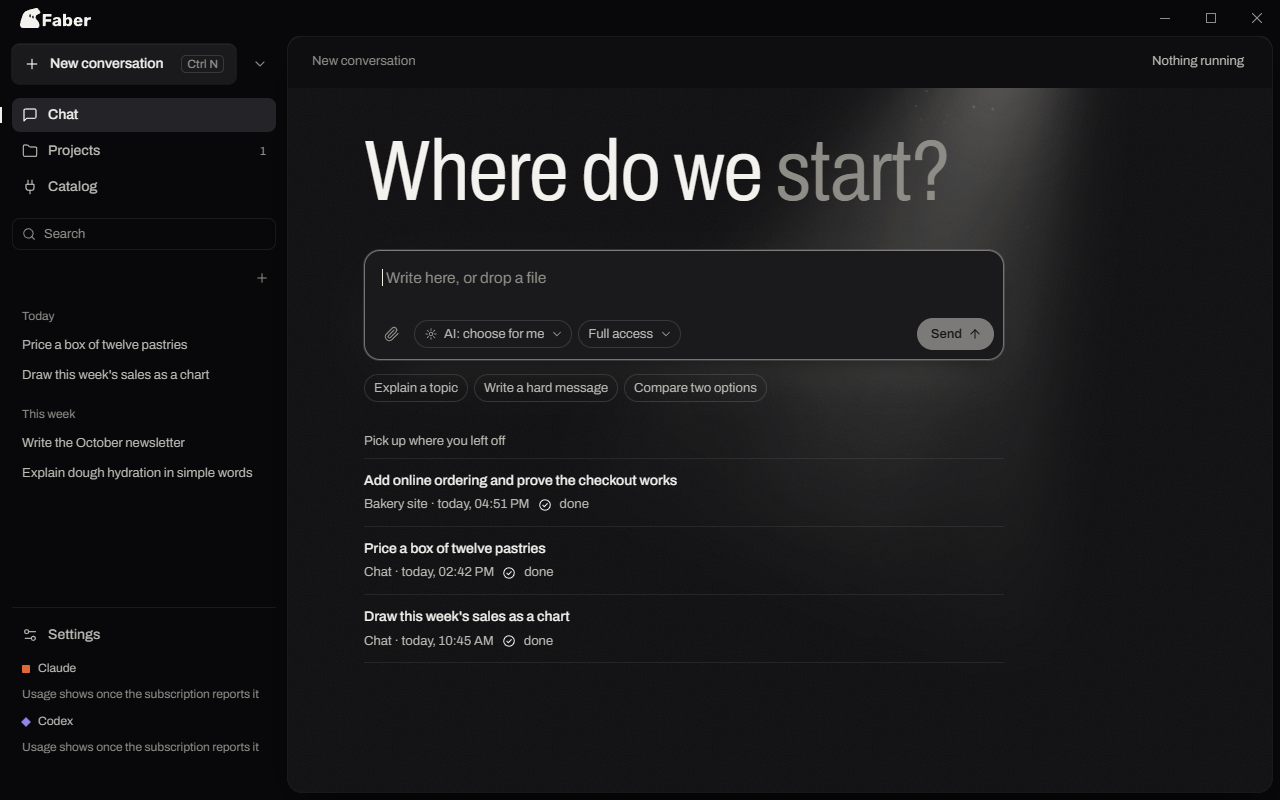 Faber
New conversation Ctrl N
Chat
Projects 1
Catalog
Search
Today
Price a box of twelve pastries
Draw this week's sales as a chart
This week
Write the October newsletter
Explain dough hydration in simple words
Settings
Claude
Usage shows once the subscription reports it
Codex
Usage shows once the subscription reports it
New conversation
Nothing running
Where do we start?
Write here, or drop a file
AI: choose for me
Full access
Send
Explain a topic
Write a hard message
Compare two options
Pick up where you left off
Add online ordering and prove the checkout works
Bakery site · today, 04:51 PM done
Price a box of twelve pastries
Chat · today, 02:42 PM done
Draw this week's sales as a chart
Chat · today, 10:45 AM done